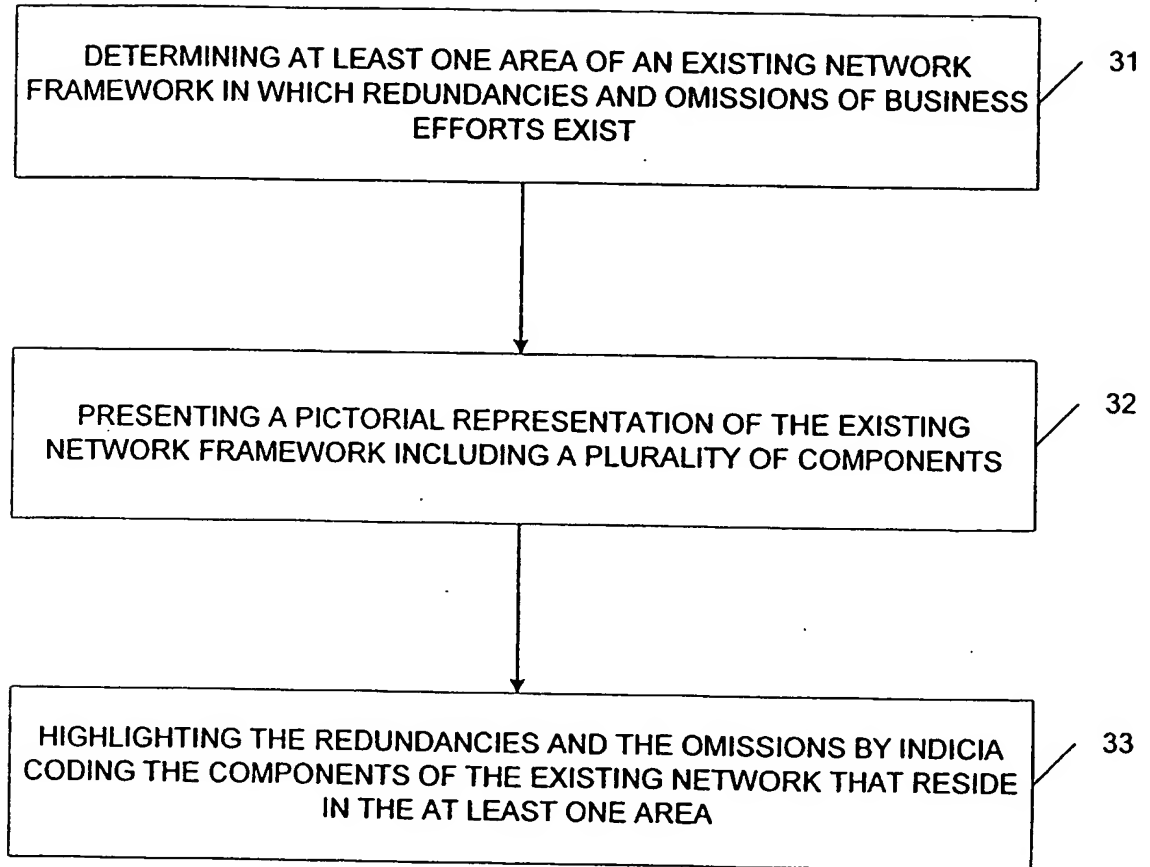 DETERMINING AT LEAST ONE AREA OF AN EXISTING NETWORK
FRAMEWORK IN WHICH REDUNDANCIES AND OMISSIONS OF BUSINESS
EFFORTS EXIST
31
PRESENTING A PICTORIAL REPRESENTATION OF THE EXISTING
NETWORK FRAMEWORK INCLUDING A PLURALITY OF COMPONENTS
32
HIGHLIGHTING THE REDUNDANCIES AND THE OMISSIONS BY INDICIA
CODING THE COMPONENTS OF THE EXISTING NETWORK THAT RESIDE
IN THE AT LEAST ONE AREA
33